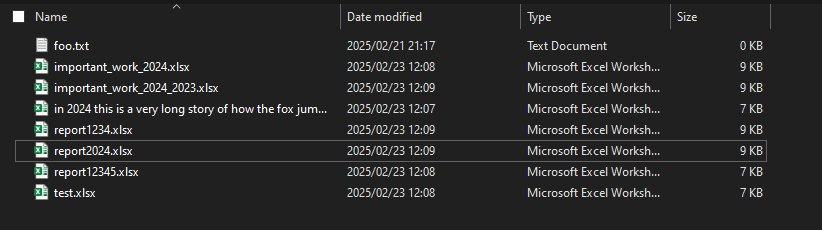 Name Date modified Type Size
foo.txt 2025/02/21 21:17 Text Document 0 KB
important_work_2024.xlsx 2025/02/23 12:08 Microsoft Excel Worksh... 9 KB
important_work_2024_2023.xlsx 2025/02/23 12:09 Microsoft Excel Worksh... 9 KB
in 2024 this is a very long story of how the fox jum... 2025/02/23 12:07 Microsoft Excel Worksh... 7 KB
report1234.xlsx 2025/02/23 12:09 Microsoft Excel Worksh... 9 KB
report2024.xlsx 2025/02/23 12:09 Microsoft Excel Worksh... 9 KB
report12345.xlsx 2025/02/23 12:08 Microsoft Excel Worksh... 7 KB
test.xlsx 2025/02/23 12:08 Microsoft Excel Worksh... 7 KB